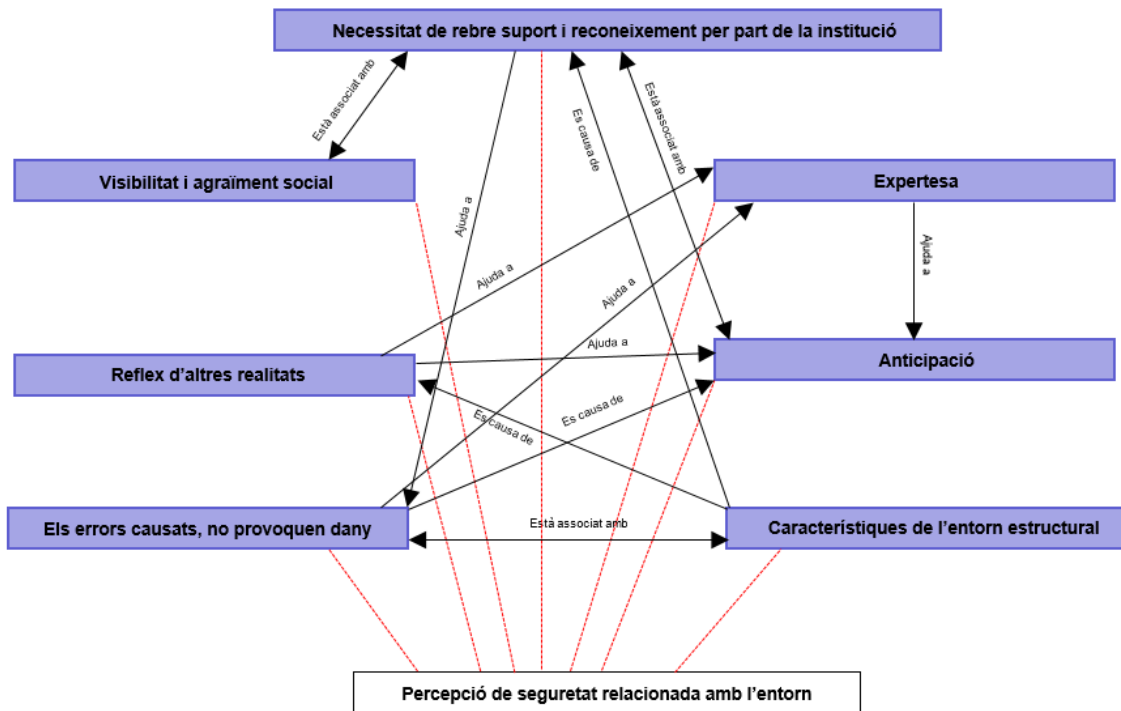 Necessitat de rebre suport i reconeixement per part de la institució
Està associat amb
Es causa de
Està associat amb
Visibilitat i agraïment social
Expertesa
Ajuda a
Ajuda a
Ajuda a
Ajuda a
Ajuda a
Reflex d’altres realitats
Anticipació
Es causa de
Es causa de
Els errors causats, no provoquen dany
Està associat amb
Característiques de l’entorn estructural
Percepció de seguretat relacionada amb l’entorn